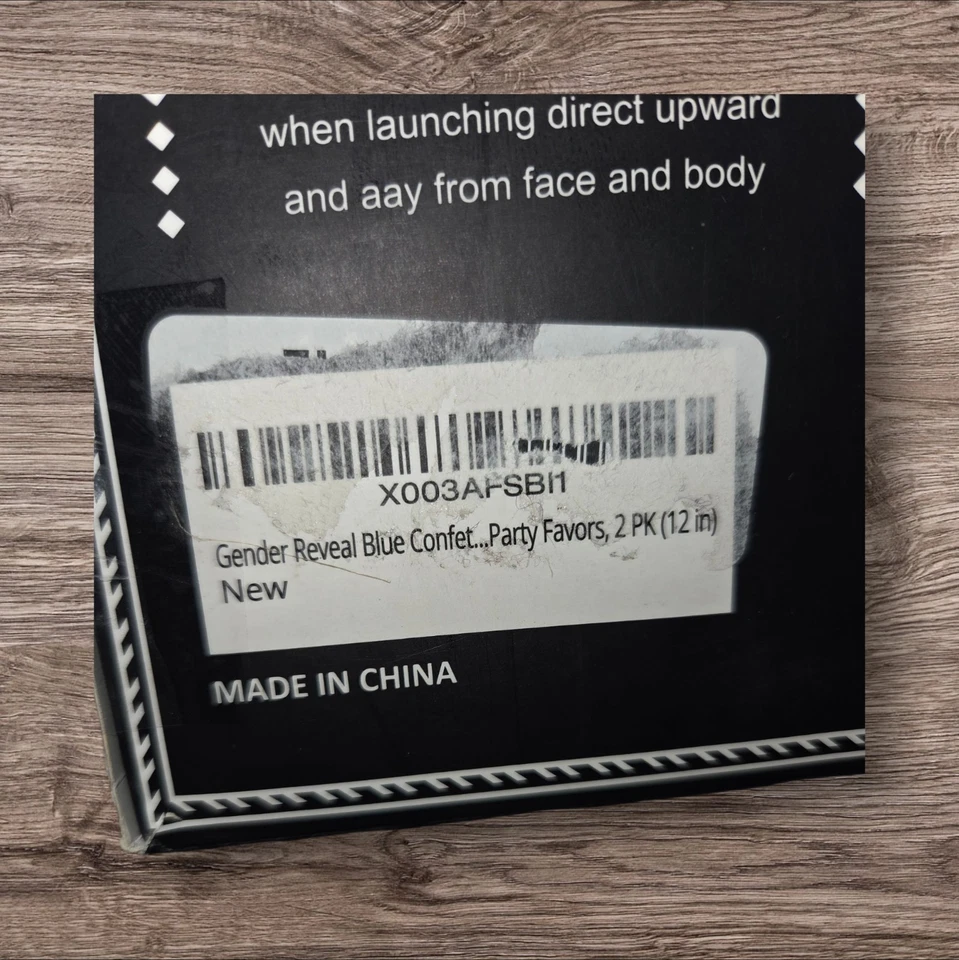 when launching direct upward
and aay from face and body
X003AFSBI1
Gender Reveal Blue Confet...Party Favors, 2 PK (12 in)
New
MADE IN CHINA